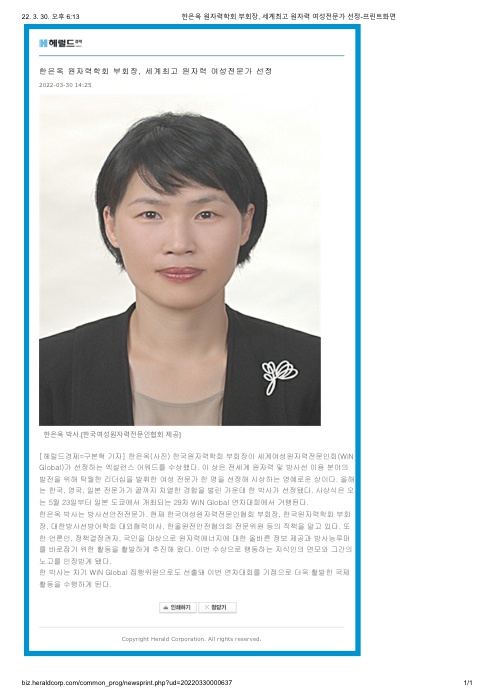 22. 3. 30. 오후 6:13
한은옥 원자력학회 부회장, 세계최고 원자력 여성전문가 선정-프린트화면
헤럴드경제
한은옥 원자력학회 부회장, 세계최고 원자력 여성전문가 선정
2022-03-30 14:25
한은옥 박사.[한국여성원자력전문인협회 제공]
[헤럴드경제=구본혁 기자] 한은옥(사진) 한국원자력학회 부회장이 세계여성원자력전문인회(WiN
Global)가 선정하는 엑설런스 어워드를 수상했다. 이 상은 전세계 원자력 및 방사선 이용 분야의
발전을 위해 탁월한 리더십을 발휘한 여성 전문가 한 명을 선정해 시상하는 영예로운 상이다. 올해
는 한국, 영국, 일본 전문가가 끝까지 치열한 경합을 벌인 가운데 한 박사가 선정됐다. 시상식은 오
는 5월 23일부터 일본 도쿄에서 개최되는 29차 WiN Global 연차대회에서 거행된다.
한은옥 박사는 방사선안전전문가, 현재 한국여성원자력전문인협회 부회장, 한국원자력학회 부회
장, 대한방사선방어학회 대외협력이사, 한울원전안전협의회 전문위원 등의 직책을 맡고 있다. 또
한 언론인, 정책결정권자, 국민을 대상으로 원자력에너지에 대한 올바른 정보 제공과 방사능루머
를 바로잡기 위한 활동을 활발하게 추진해 왔다. 이번 수상으로 행동하는 지식인의 면모와 그간의
노고를 인정받게 됐다.
한 박사는 차기 WiN Global 집행위원으로도 선출돼 이번 연차대회를 기점으로 더욱 활발한 국제
활동을 수행하게 된다.
인쇄하기
창닫기
Copyright Herald Corporation. All rights reserved.
biz.heraldcorp.com/common_prog/newsprint.php?ud=20220330000637
1/1